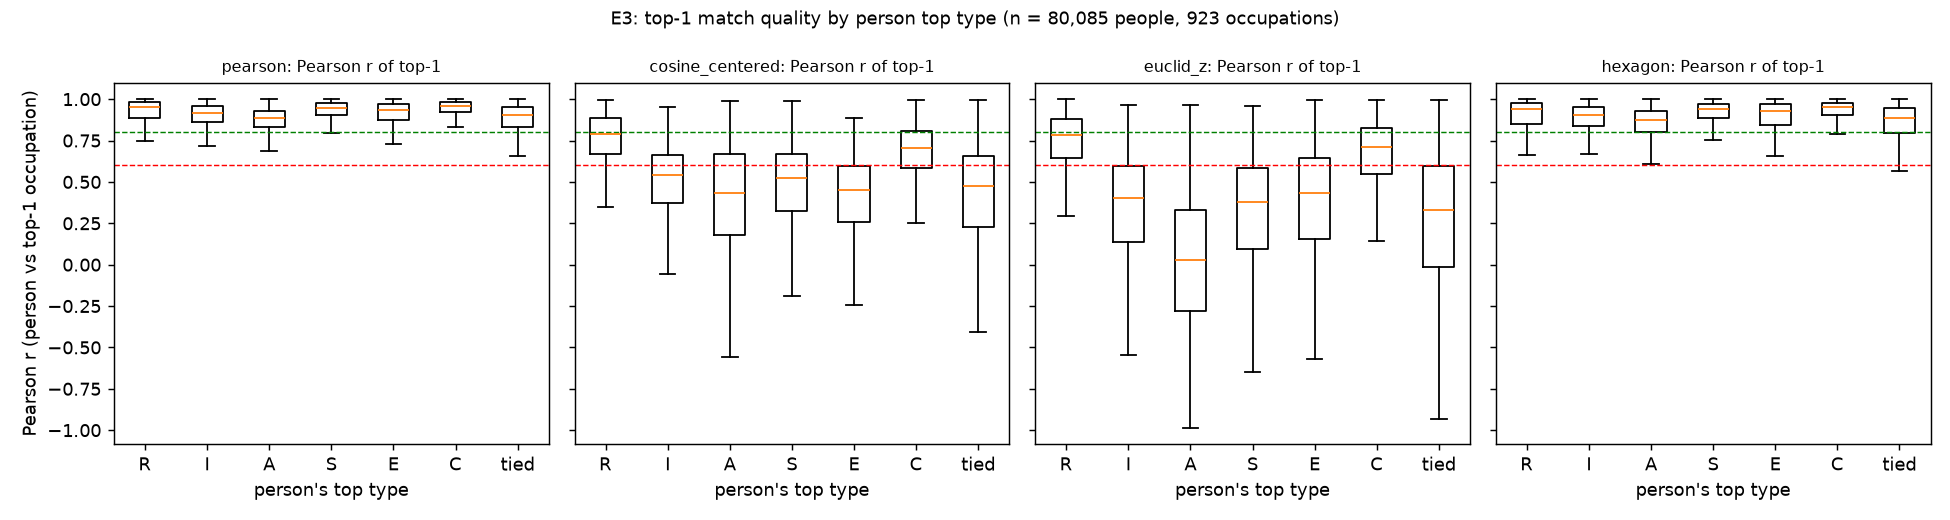 E3: top-1 match quality by person top type (n = 80,085 people, 923 occupations)
pearson: Pearson r of top-1
cosine_centered: Pearson r of top-1
euclid_z: Pearson r of top-1
hexagon: Pearson r of top-1
Pearson r (person vs top-1 occupation)
1.00
0.75
0.50
0.25
0.00
−0.25
−0.50
−0.75
−1.00
R I A S E C tied
R I A S E C tied
R I A S E C tied
R I A S E C tied
person's top type
person's top type
person's top type
person's top type